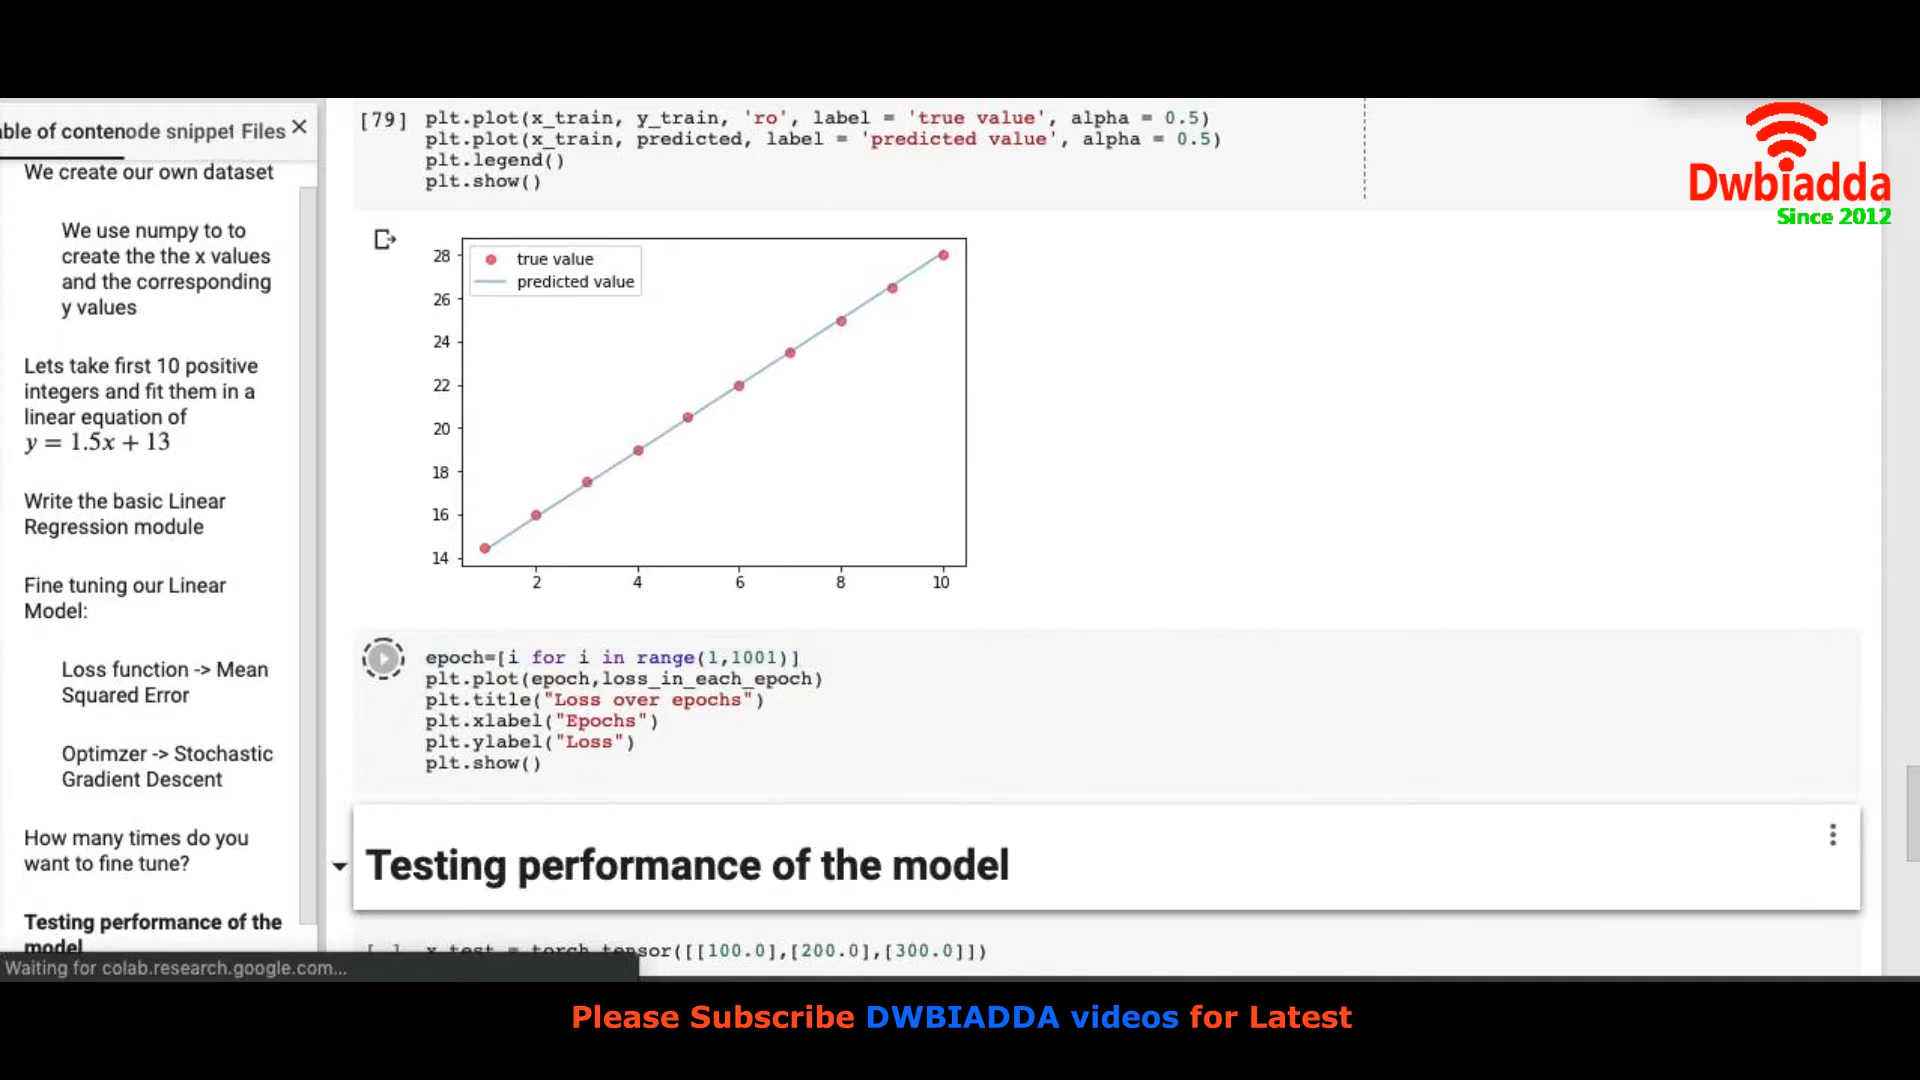 ble of conten ode snippet Files ×
We create our own dataset
We use numpy to to
create the the x values
and the corresponding
y values
Lets take first 10 positive
integers and fit them in a
linear equation of
y = 1.5x + 13
Write the basic Linear
Regression module
Fine tuning our Linear
Model:
Loss function -> Mean
Squared Error
Optimzer -> Stochastic
Gradient Descent
How many times do you
want to fine tune?
Testing performance of the
model
Waiting for colab.research.google.com...
[79] plt.plot(x_train, y_train, 'ro', label = 'true value', alpha = 0.5)
plt.plot(x_train, predicted, label = 'predicted value', alpha = 0.5)
plt.legend()
plt.show()
true value
predicted value
28
26
24
22
20
18
16
14
2 4 6 8 10
epoch=[i for i in range(1,1001)]
plt.plot(epoch,loss_in_each_epoch)
plt.title("Loss over epochs")
plt.xlabel("Epochs")
plt.ylabel("Loss")
plt.show()
Testing performance of the model
[ ] x_test = torch.tensor([[100.0],[200.0],[300.0]])
Dwbiadda
Since 2012
Please Subscribe DWBIADDA videos for Latest